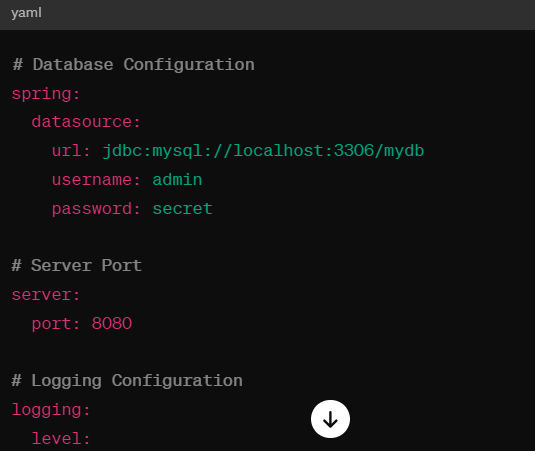 yaml
# Database Configuration
spring:
  datasource:
    url: jdbc:mysql://localhost:3306/mydb
    username: admin
    password: secret
# Server Port
server:
  port: 8080
# Logging Configuration
logging:
  level: